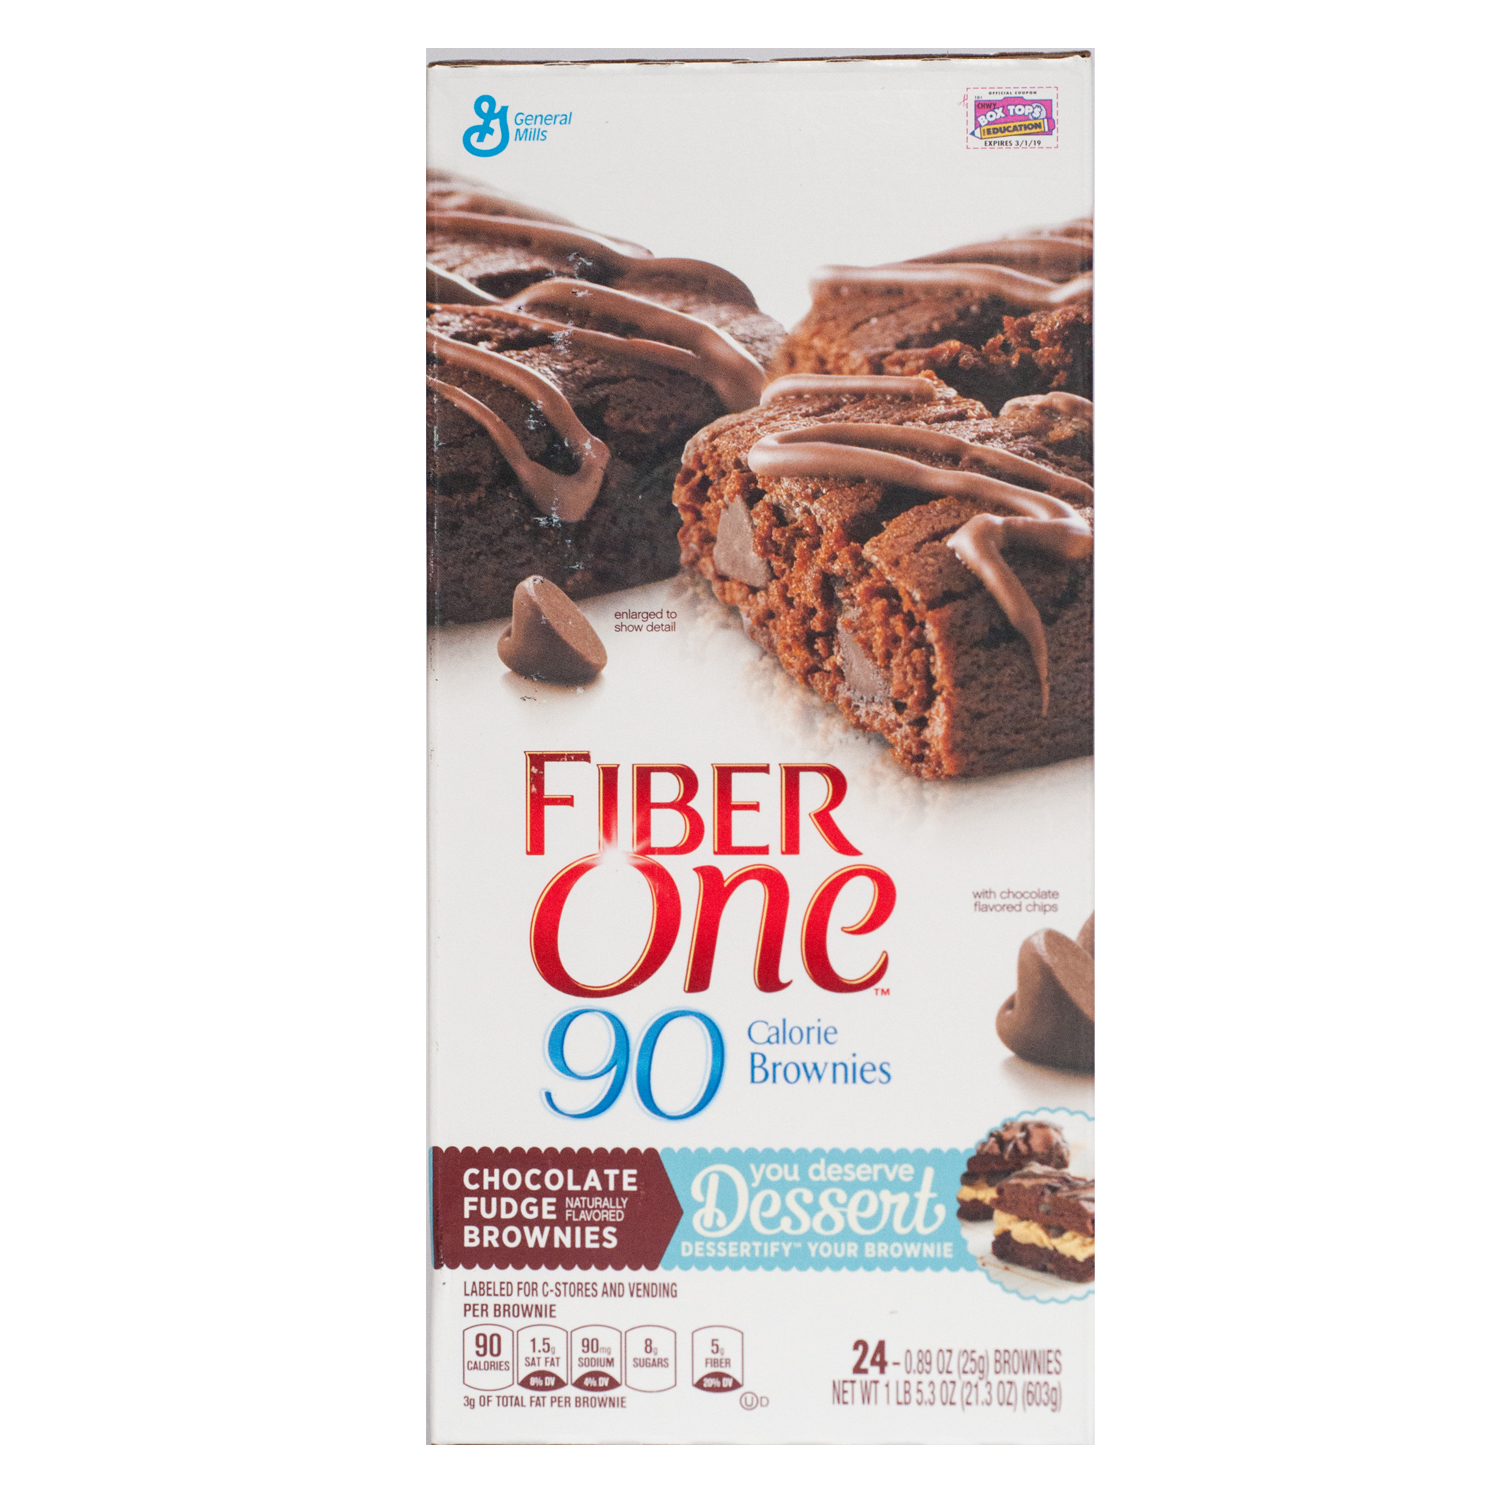 General
Mills
OFFICIAL COUPON
BOX TOPS
FOR EDUCATION
EXPIRES 3/1/19
enlarged to
show detail
FIBER
One™
with chocolate
flavored chips
90 Calorie
Brownies
CHOCOLATE
FUDGE NATURALLY FLAVORED
BROWNIES
you deserve
Dessert
DESSERTIFY™ YOUR BROWNIE
LABELED FOR C-STORES AND VENDING
PER BROWNIE
90 CALORIES
1.5g SAT FAT 8% DV
90mg SODIUM 4% DV
8g SUGARS
5g FIBER 20% DV
3g OF TOTAL FAT PER BROWNIE
U D
24 – 0.89 OZ (25g) BROWNIES
NET WT 1 LB 5.3 OZ (21.3 OZ) (603g)